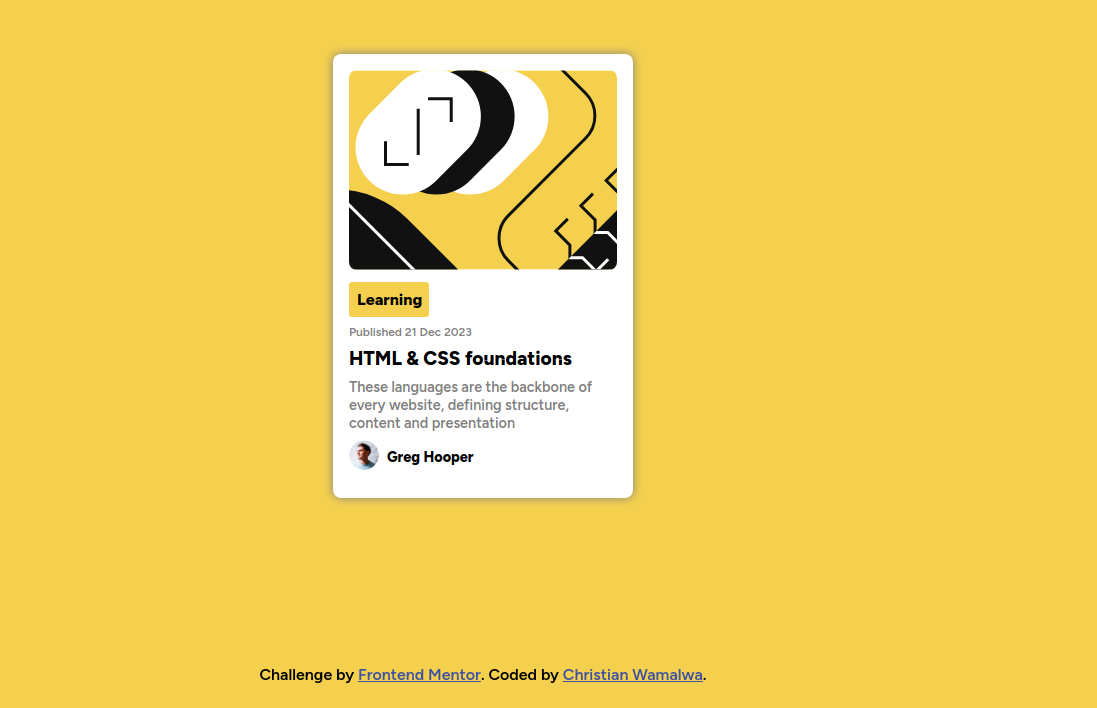 Learning
Published 21 Dec 2023
HTML & CSS foundations
These languages are the backbone of
every website, defining structure,
content and presentation
Greg Hooper
Challenge by Frontend Mentor. Coded by Christian Wamalwa.